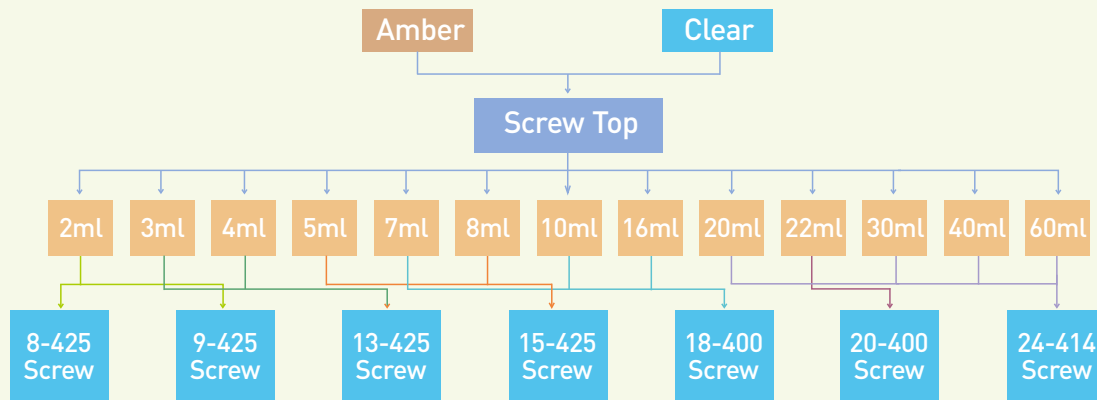 Amber
Clear
Screw Top
2ml
3ml
4ml
5ml
7ml
8ml
10ml
16ml
20ml
22ml
30ml
40ml
60ml
8-425
Screw
9-425
Screw
13-425
Screw
15-425
Screw
18-400
Screw
20-400
Screw
24-414
Screw